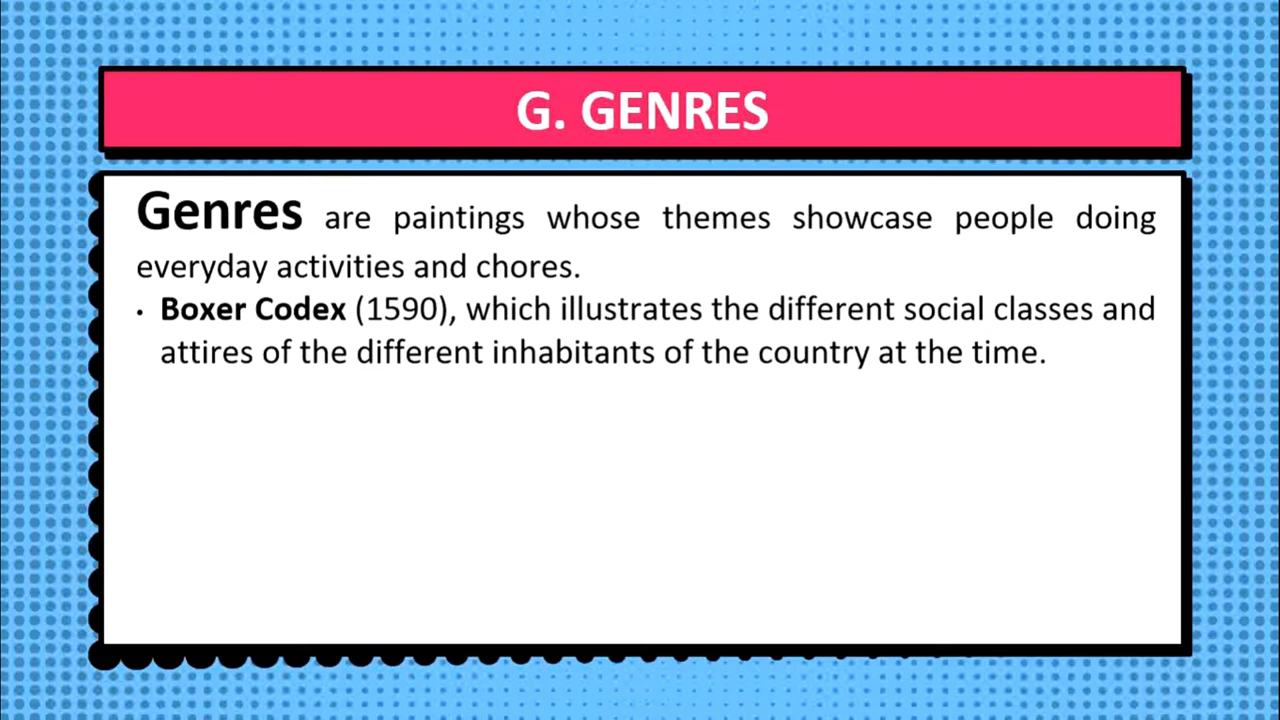 G. GENRES
Genres are paintings whose themes showcase people doing
everyday activities and chores.
• Boxer Codex (1590), which illustrates the different social classes and
attires of the different inhabitants of the country at the time.